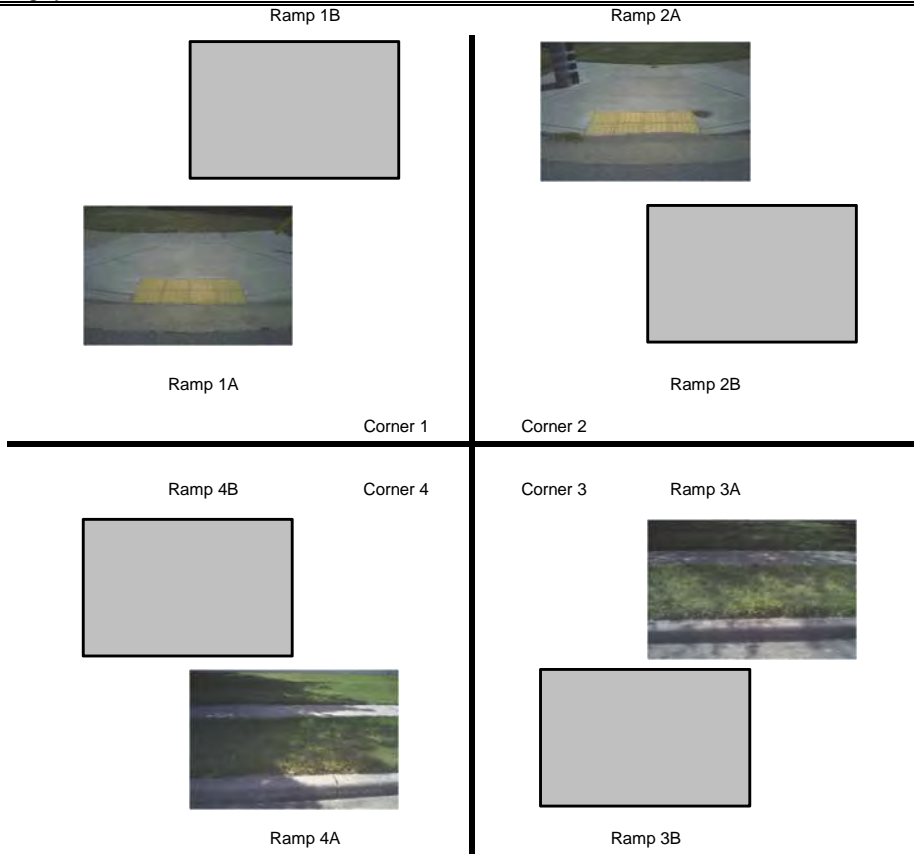 Ramp 1B
Ramp 2A
Ramp 1A
Ramp 2B
Corner 1
Corner 2
Ramp 4B
Corner 4
Corner 3
Ramp 3A
Ramp 4A
Ramp 3B